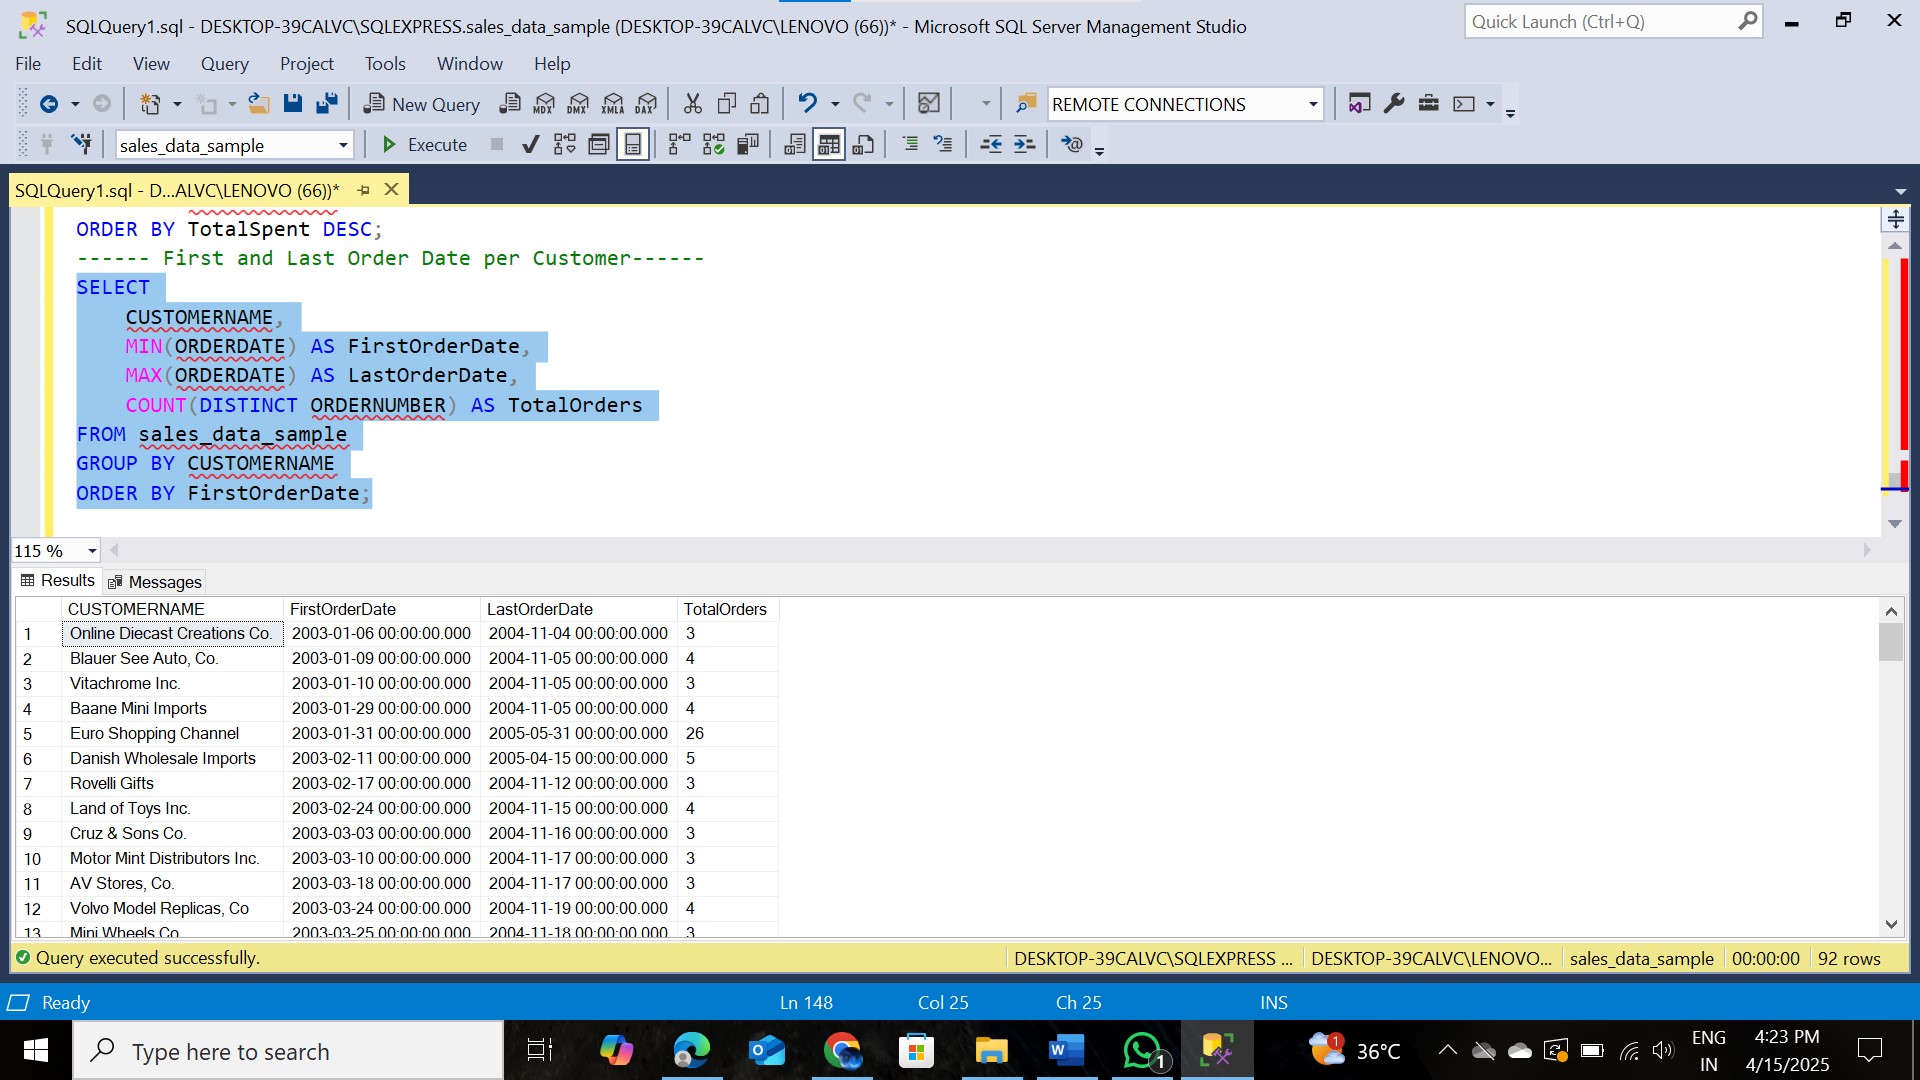 SQLQuery1.sql - DESKTOP-39CALVC\SQLEXPRESS.sales_data_sample (DESKTOP-39CALVC\LENOVO (66))* - Microsoft SQL Server Management Studio
Quick Launch (Ctrl+Q)
File Edit View Query Project Tools Window Help
New Query MDX DMX XMLA DAX REMOTE CONNECTIONS
sales_data_sample Execute
SQLQuery1.sql - D...ALVC\LENOVO (66))*
ORDER BY TotalSpent DESC;
------ First and Last Order Date per Customer------
SELECT
CUSTOMERNAME,
MIN(ORDERDATE) AS FirstOrderDate,
MAX(ORDERDATE) AS LastOrderDate,
COUNT(DISTINCT ORDERNUMBER) AS TotalOrders
FROM sales_data_sample
GROUP BY CUSTOMERNAME
ORDER BY FirstOrderDate;
115 %
Results Messages
CUSTOMERNAME FirstOrderDate LastOrderDate TotalOrders
1 Online Diecast Creations Co. 2003-01-06 00:00:00.000 2004-11-04 00:00:00.000 3
2 Blauer See Auto, Co. 2003-01-09 00:00:00.000 2004-11-05 00:00:00.000 4
3 Vitachrome Inc. 2003-01-10 00:00:00.000 2004-11-05 00:00:00.000 3
4 Baane Mini Imports 2003-01-29 00:00:00.000 2004-11-05 00:00:00.000 4
5 Euro Shopping Channel 2003-01-31 00:00:00.000 2005-05-31 00:00:00.000 26
6 Danish Wholesale Imports 2003-02-11 00:00:00.000 2005-04-15 00:00:00.000 5
7 Rovelli Gifts 2003-02-17 00:00:00.000 2004-11-12 00:00:00.000 3
8 Land of Toys Inc. 2003-02-24 00:00:00.000 2004-11-15 00:00:00.000 4
9 Cruz & Sons Co. 2003-03-03 00:00:00.000 2004-11-16 00:00:00.000 3
10 Motor Mint Distributors Inc. 2003-03-10 00:00:00.000 2004-11-17 00:00:00.000 3
11 AV Stores, Co. 2003-03-18 00:00:00.000 2004-11-17 00:00:00.000 3
12 Volvo Model Replicas, Co 2003-03-24 00:00:00.000 2004-11-19 00:00:00.000 4
13 Mini Wheels Co. 2003-03-25 00:00:00.000 2004-11-18 00:00:00.000 3
Query executed successfully. DESKTOP-39CALVC\SQLEXPRESS ... DESKTOP-39CALVC\LENOVO... sales_data_sample 00:00:00 92 rows
Ready Ln 148 Col 25 Ch 25 INS
Type here to search
1
1
36°C
ENG
IN
4:23 PM
4/15/2025